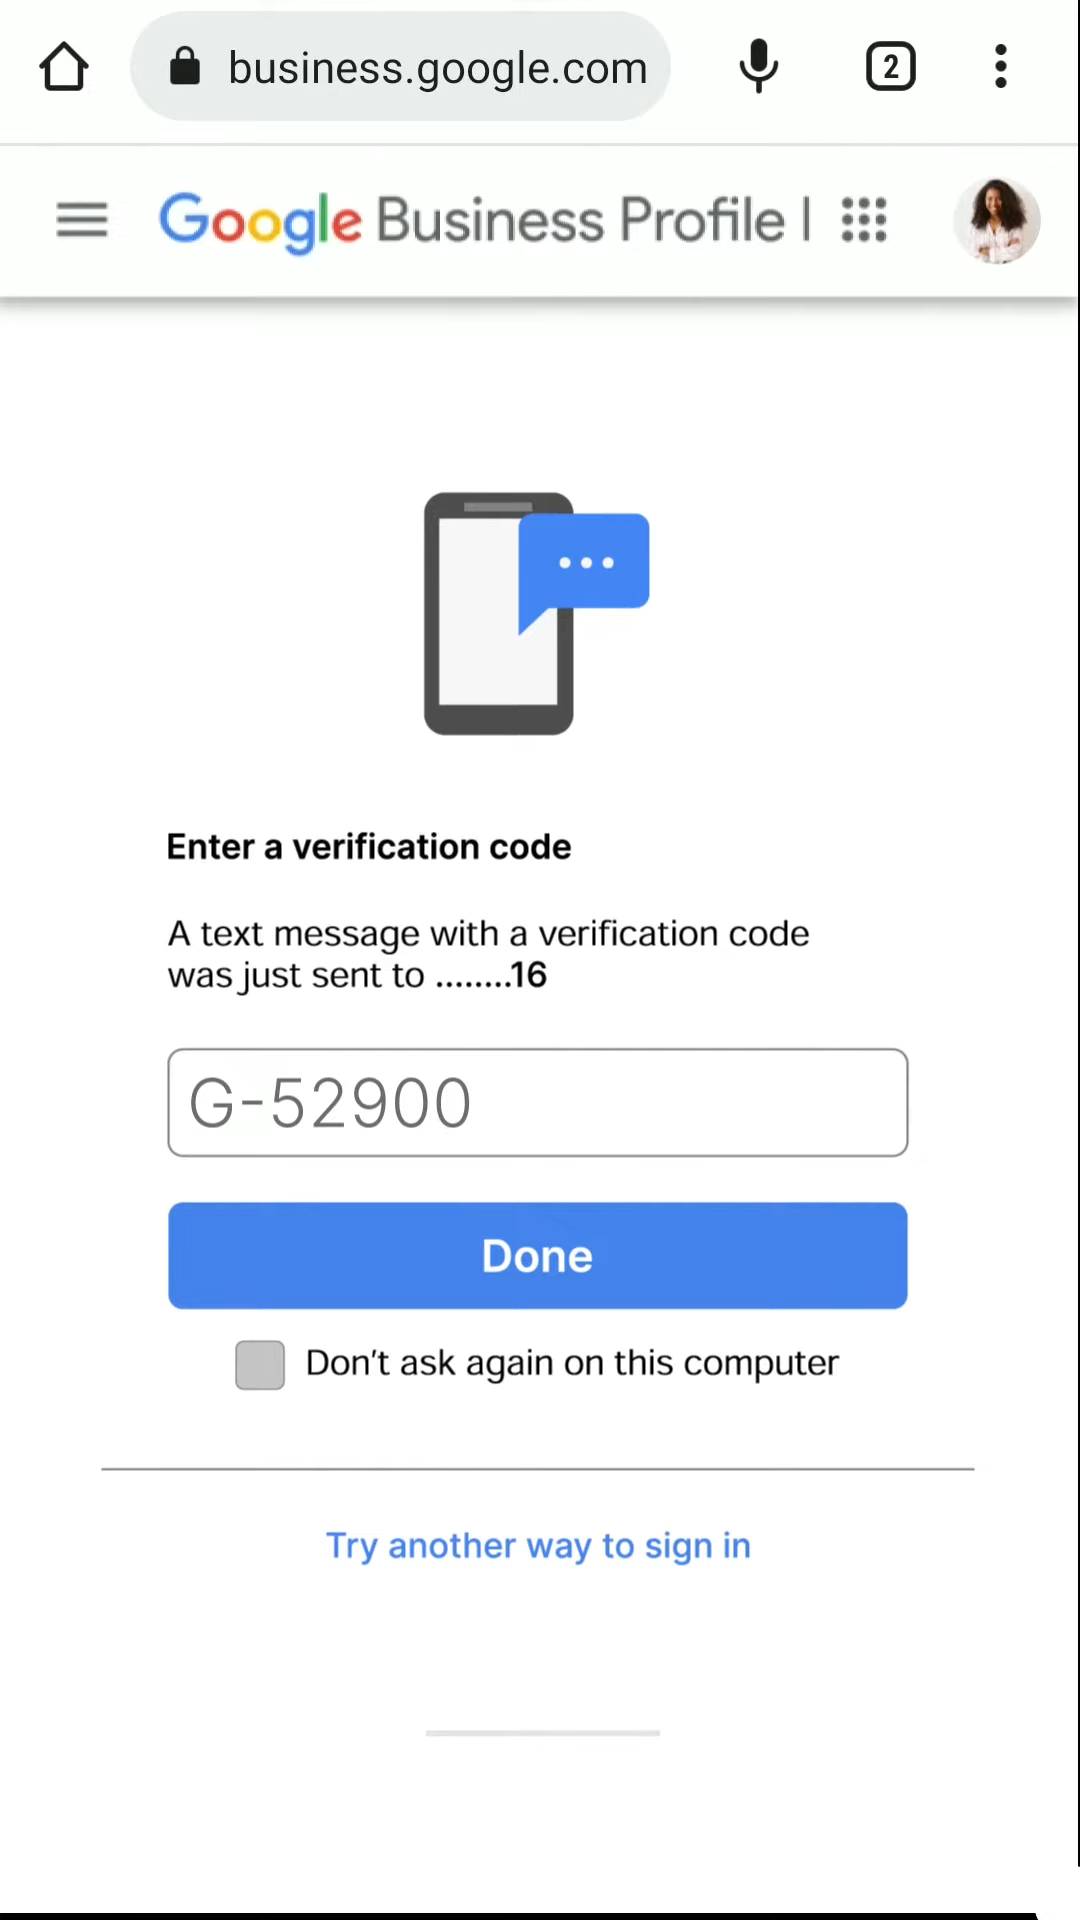 business.google.com
2
Google Business Profile
Enter a verification code
A text message with a verification code
was just sent to ........16
G-52900
Done
Don't ask again on this computer
Try another way to sign in